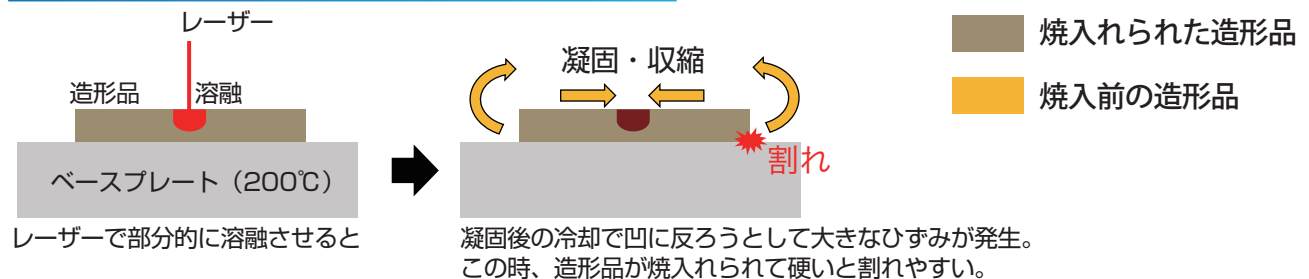 レーザー
造形品
溶融
ベースプレート(200℃)
レーザーで部分的に溶融させると
凝固・収縮
割れ
凝固後の冷却で凹に反ろうとして大きなひずみが発生。
この時、造形品が焼入れられて硬いと割れやすい。
焼入れられた造形品
焼入前の造形品